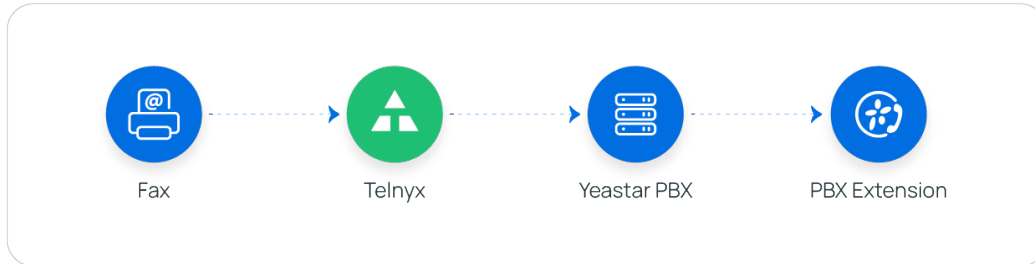 @
Fax
Telnyx
Yeastar PBX
PBX Extension